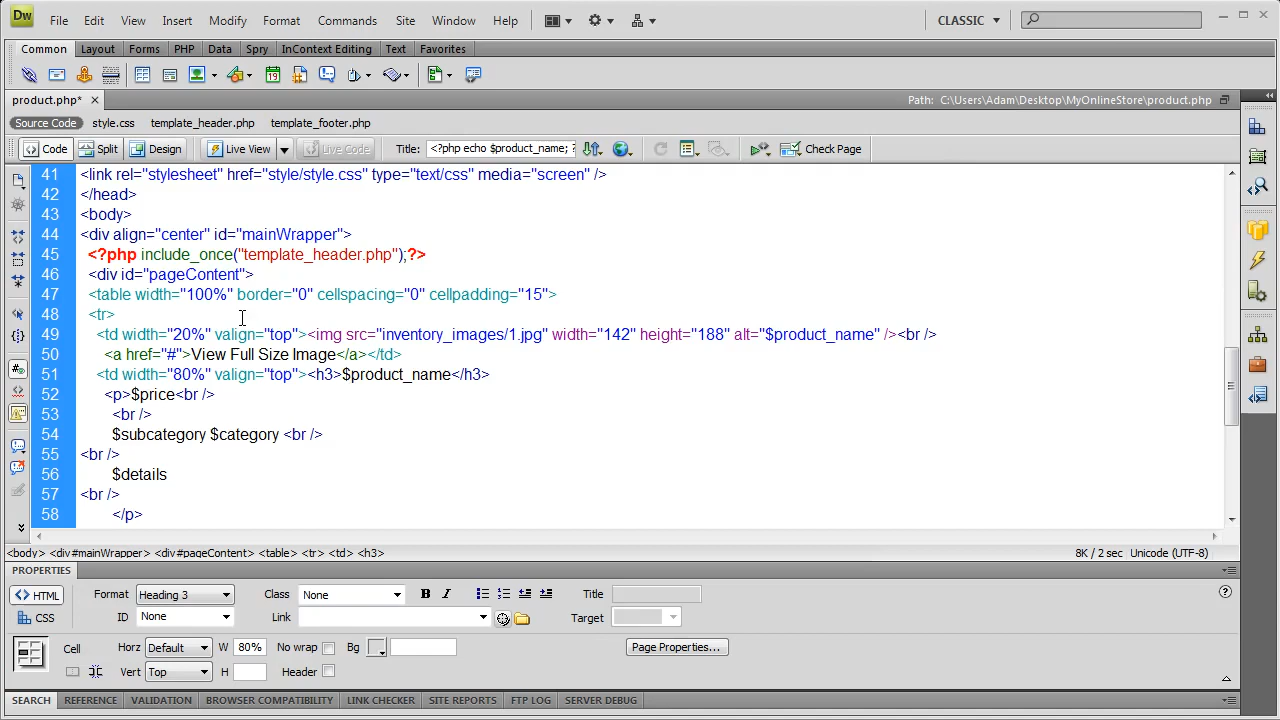 Dw File Edit View Insert Modify Format Commands Site Window Help CLASSIC
Common Layout Forms PHP Data Spry InContext Editing Text Favorites
product.php* Path: C:\Users\Adam\Desktop\MyOnlineStore\product.php
Source Code style.css template_header.php template_footer.php
Code Split Design Live View Live Code Title: <?php echo $product_name; ? Check Page
41 <link rel="stylesheet" href="style/style.css" type="text/css" media="screen" />
42 </head>
43 <body>
44 <div align="center" id="mainWrapper">
45 <?php include_once("template_header.php");?>
46 <div id="pageContent">
47 <table width="100%" border="0" cellspacing="0" cellpadding="15">
48 <tr>
49 <td width="20%" valign="top"><img src="inventory_images/1.jpg" width="142" height="188" alt="$product_name" /><br />
50 <a href="#">View Full Size Image</a></td>
51 <td width="80%" valign="top"><h3>$product_name</h3>
52 <p>$price<br />
53 <br />
54 $subcategory $category <br />
55 <br />
56 $details
57 <br />
58 </p>
<body> <div#mainWrapper> <div#pageContent> <table> <tr> <td> <h3> 8K / 2 sec Unicode (UTF-8)
PROPERTIES
<> HTML Format Heading 3 Class None B I Title
CSS ID None Link Target
Cell Horz Default W 80% No wrap Bg Page Properties...
Vert Top H Header
SEARCH REFERENCE VALIDATION BROWSER COMPATIBILITY LINK CHECKER SITE REPORTS FTP LOG SERVER DEBUG